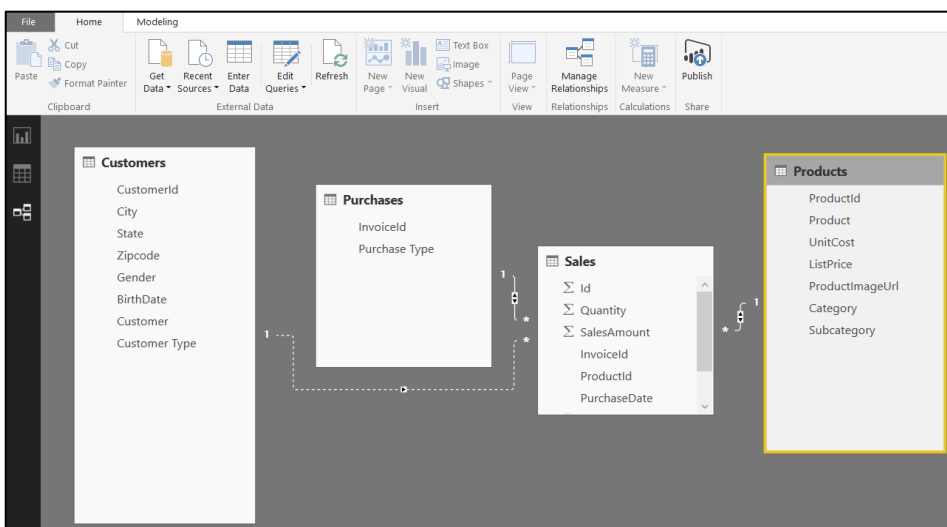 File Home Modeling
Paste
Cut
Copy
Format Painter
Clipboard
Get Data
Recent Sources
Enter Data
Edit Queries
External Data
Refresh
New Page
New Visual
Text Box
Image
Shapes
Insert
Page View
View
Manage Relationships
Relationships
New Measure
Calculations
Publish
Share
Customers
CustomerId
City
State
Zipcode
Gender
BirthDate
Customer
Customer Type
1
Purchases
InvoiceId
Purchase Type
1
*
*
Sales
Σ Id
Σ Quantity
Σ SalesAmount
InvoiceId
ProductId
PurchaseDate
*
1
Products
ProductId
Product
UnitCost
ListPrice
ProductImageUrl
Category
Subcategory